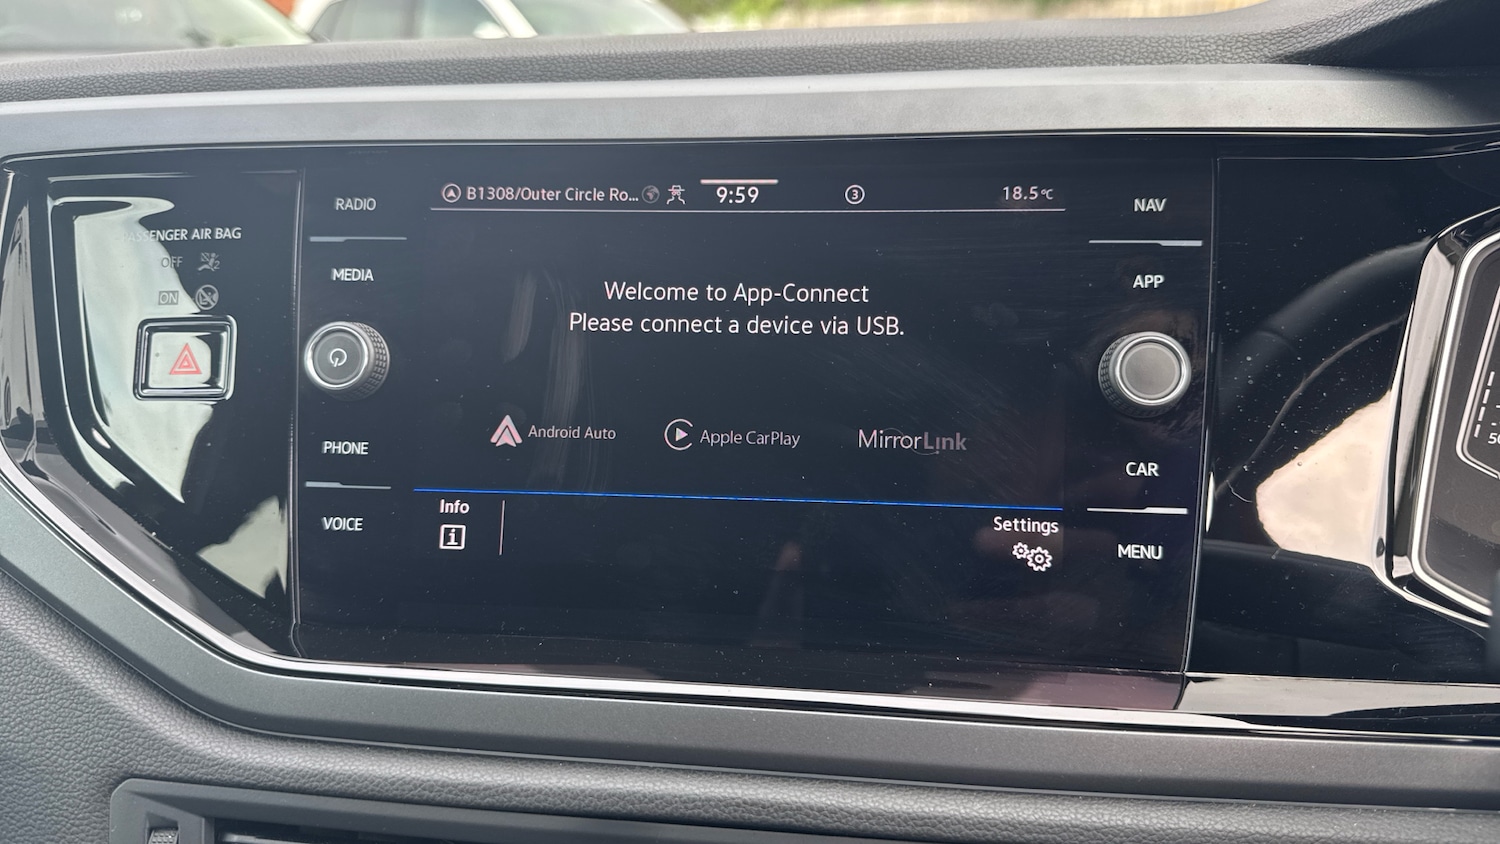 RADIO
MEDIA
PHONE
VOICE
AIR BAG
OFF
ON
B1308/Outer Circle Ro...
9:59
3
18.5°C
Welcome to App-Connect
Please connect a device via USB.
Android Auto
Apple CarPlay
MirrorLink
Info
i
Settings
NAV
APP
CAR
MENU